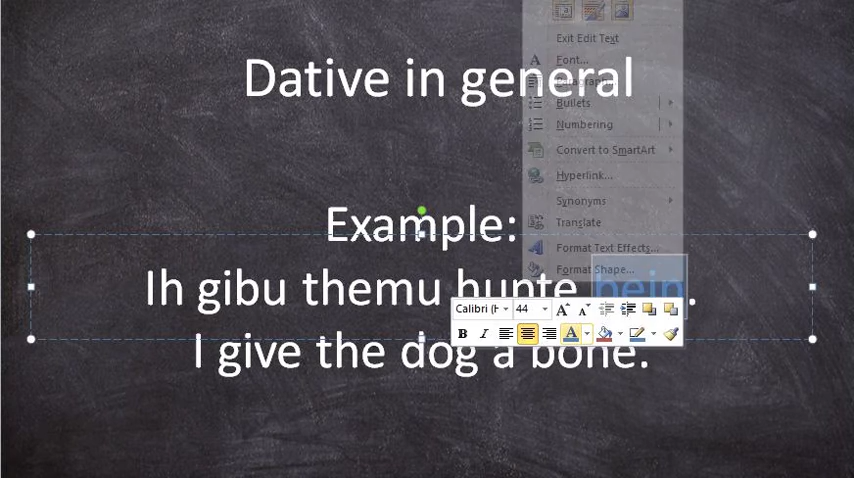 Dative in general
Exit Edit Text
Font...
Paragraph...
Bullets
Numbering
Convert to SmartArt
Hyperlink...
Synonyms
Translate
Format Text Effects...
Format Shape...
Example:
Ih gibu themu hunte bein.
Calibri (H
44
B I A
I give the dog a bone.